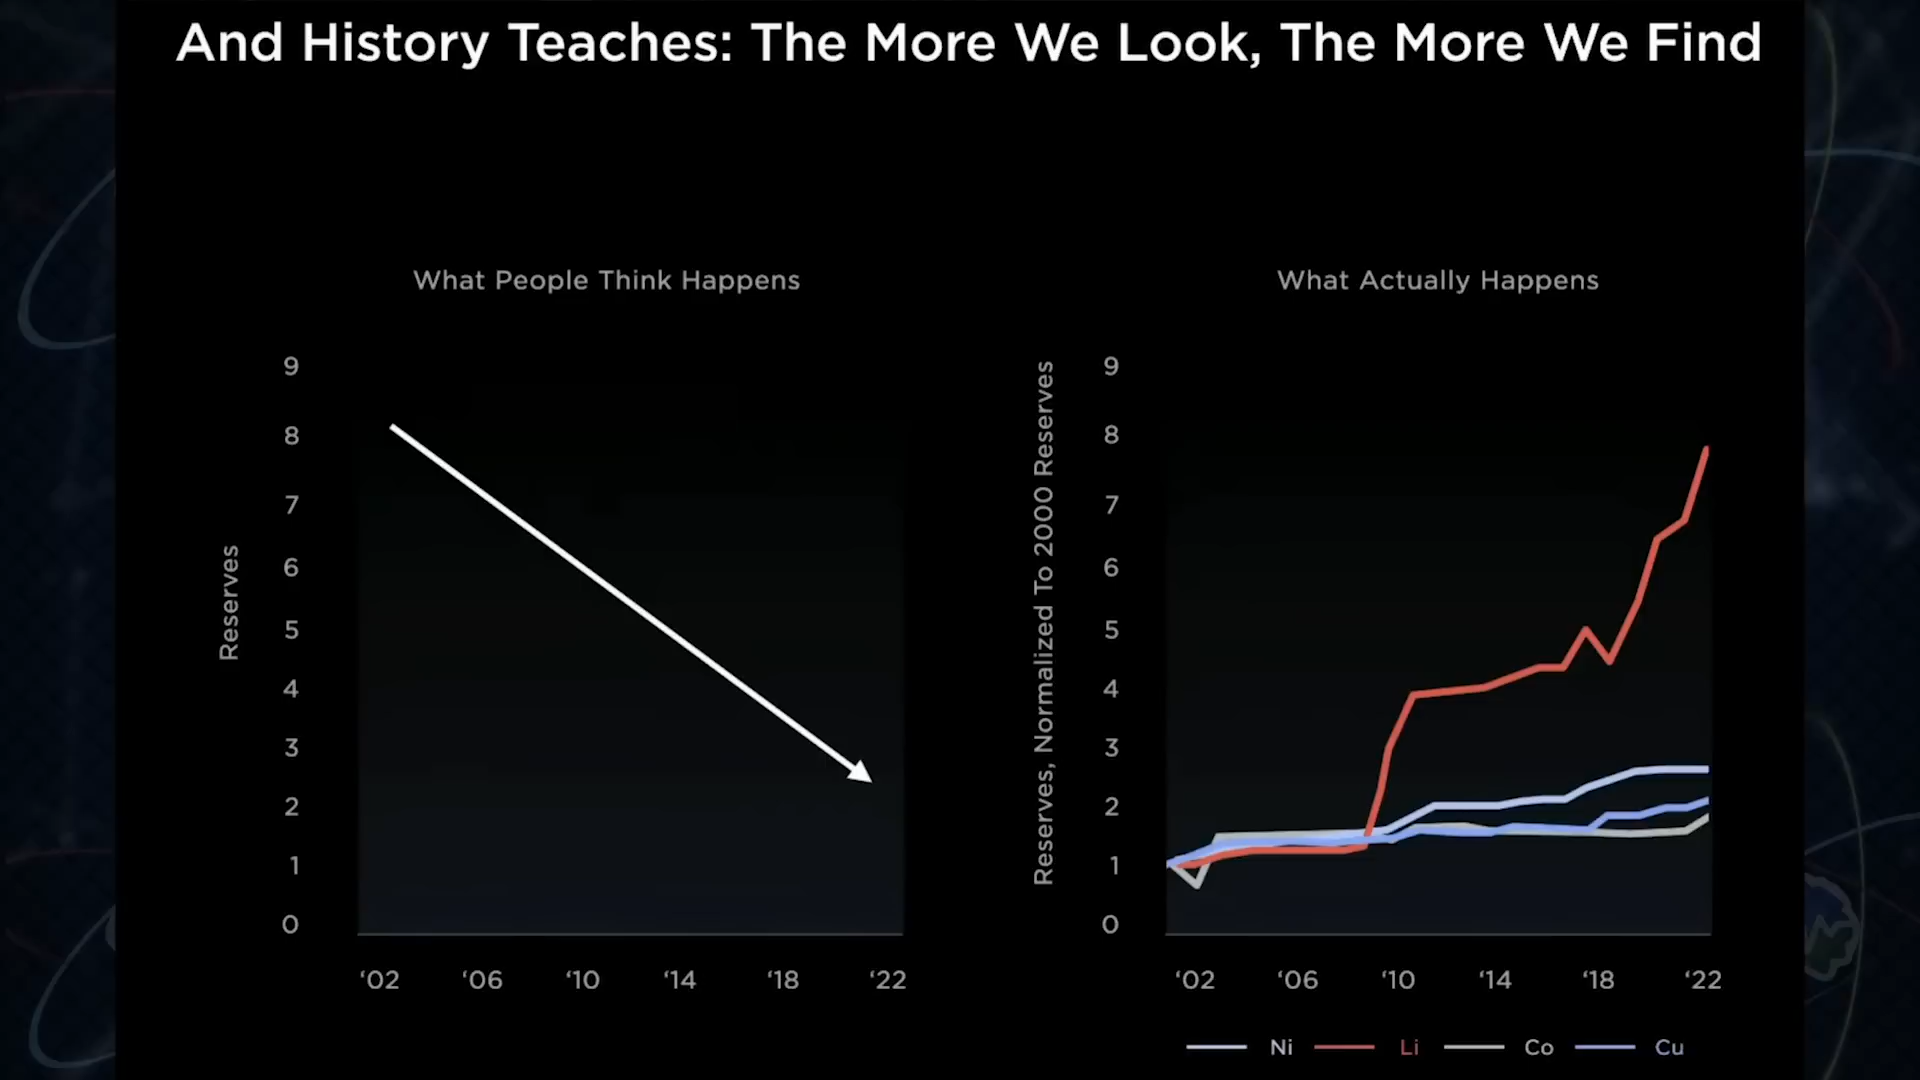 And History Teaches: The More We Look, The More We Find
What People Think Happens
Reserves
9
8
7
6
5
4
3
2
1
0
‘02 ‘06 ‘10 ‘14 ‘18 ‘22
What Actually Happens
Reserves, Normalized To 2000 Reserves
9
8
7
6
5
4
3
2
1
0
‘02 ‘06 ‘10 ‘14 ‘18 ‘22
Ni Li Co Cu